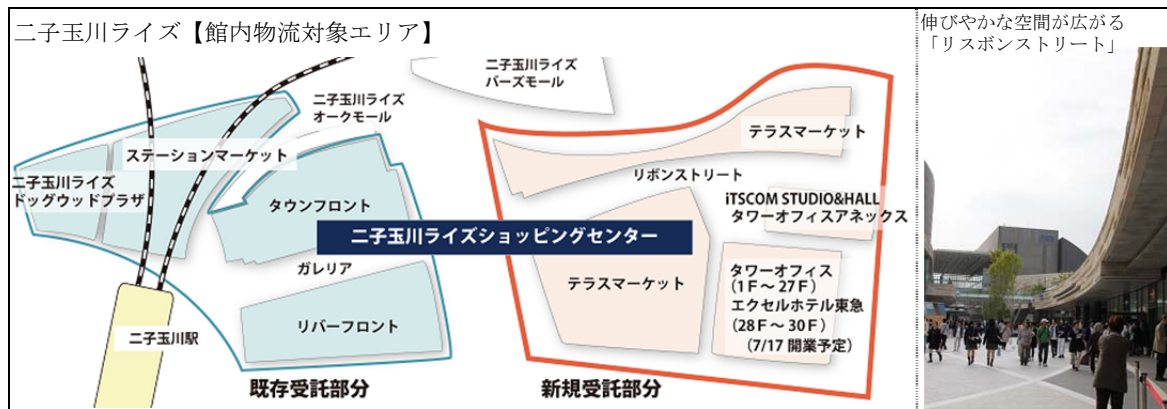 二子玉川ライズ【館内物流対象エリア】
伸びやかな空間が広がる
「リスボンストリート」
二子玉川ライズ
バーズモール
二子玉川ライズ
オークモール
ステーションマーケット
二子玉川ライズ
ドッグウッドプラザ
タウンフロント
ガレリア
リバーフロント
二子玉川駅
既存受託部分
二子玉川ライズショッピングセンター
テラスマーケット
リボンストリート
iTSCOM STUDIO&HALL
タワーオフィスアネックス
テラスマーケット
タワーオフィス
(1F～27F)
エクセルホテル東急
(28F～30F)
(7/17 開業予定)
新規受託部分